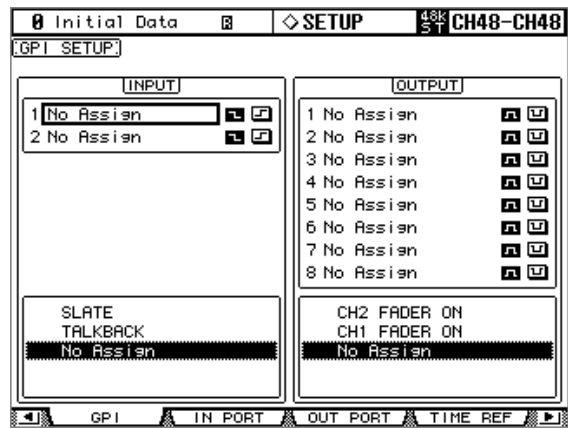 0 Initial Data R SETUP 48K ST CH48-CH48
GPI SETUP
INPUT
1 No Assign
2 No Assign
SLATE
TALKBACK
No Assign
OUTPUT
1 No Assign
2 No Assign
3 No Assign
4 No Assign
5 No Assign
6 No Assign
7 No Assign
8 No Assign
CH2 FADER ON
CH1 FADER ON
No Assign
GPI IN PORT OUT PORT TIME REF